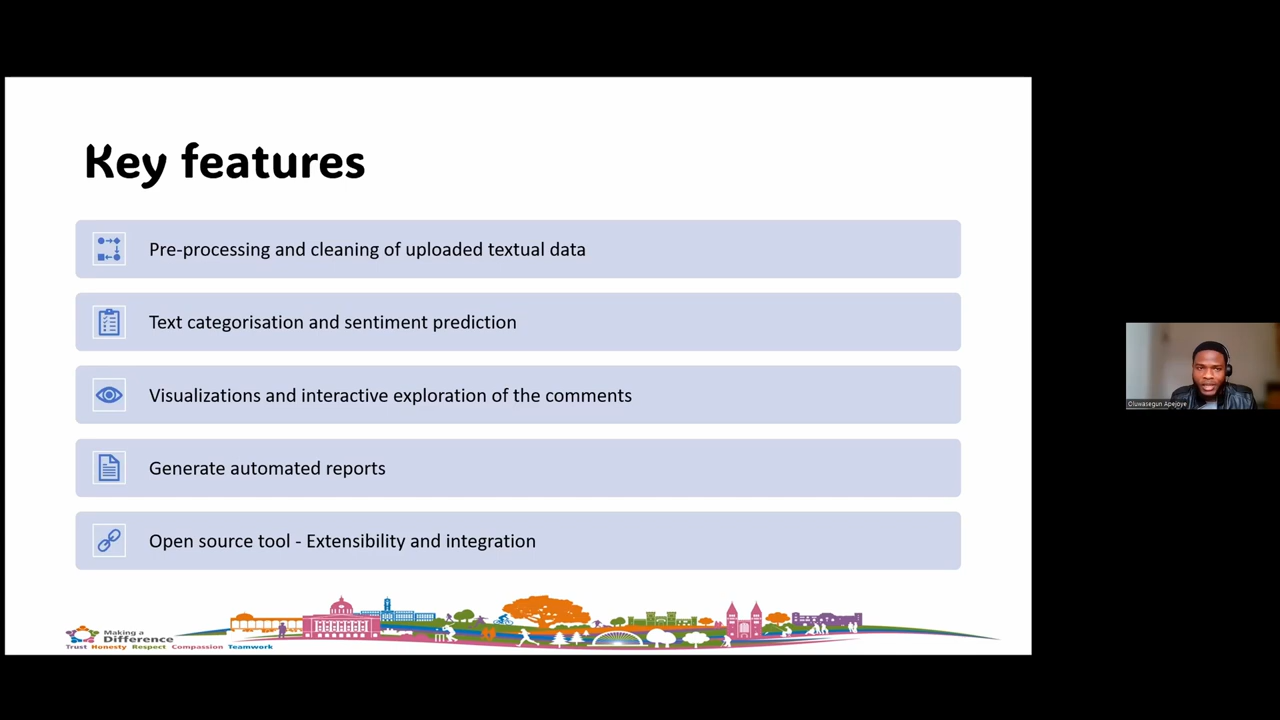 Key features
Pre-processing and cleaning of uploaded textual data
Text categorisation and sentiment prediction
Visualizations and interactive exploration of the comments
Generate automated reports
Open source tool - Extensibility and integration
Making a
Difference
Trust Honesty Respect Compassion Teamwork
Oluwasegun Apejoye